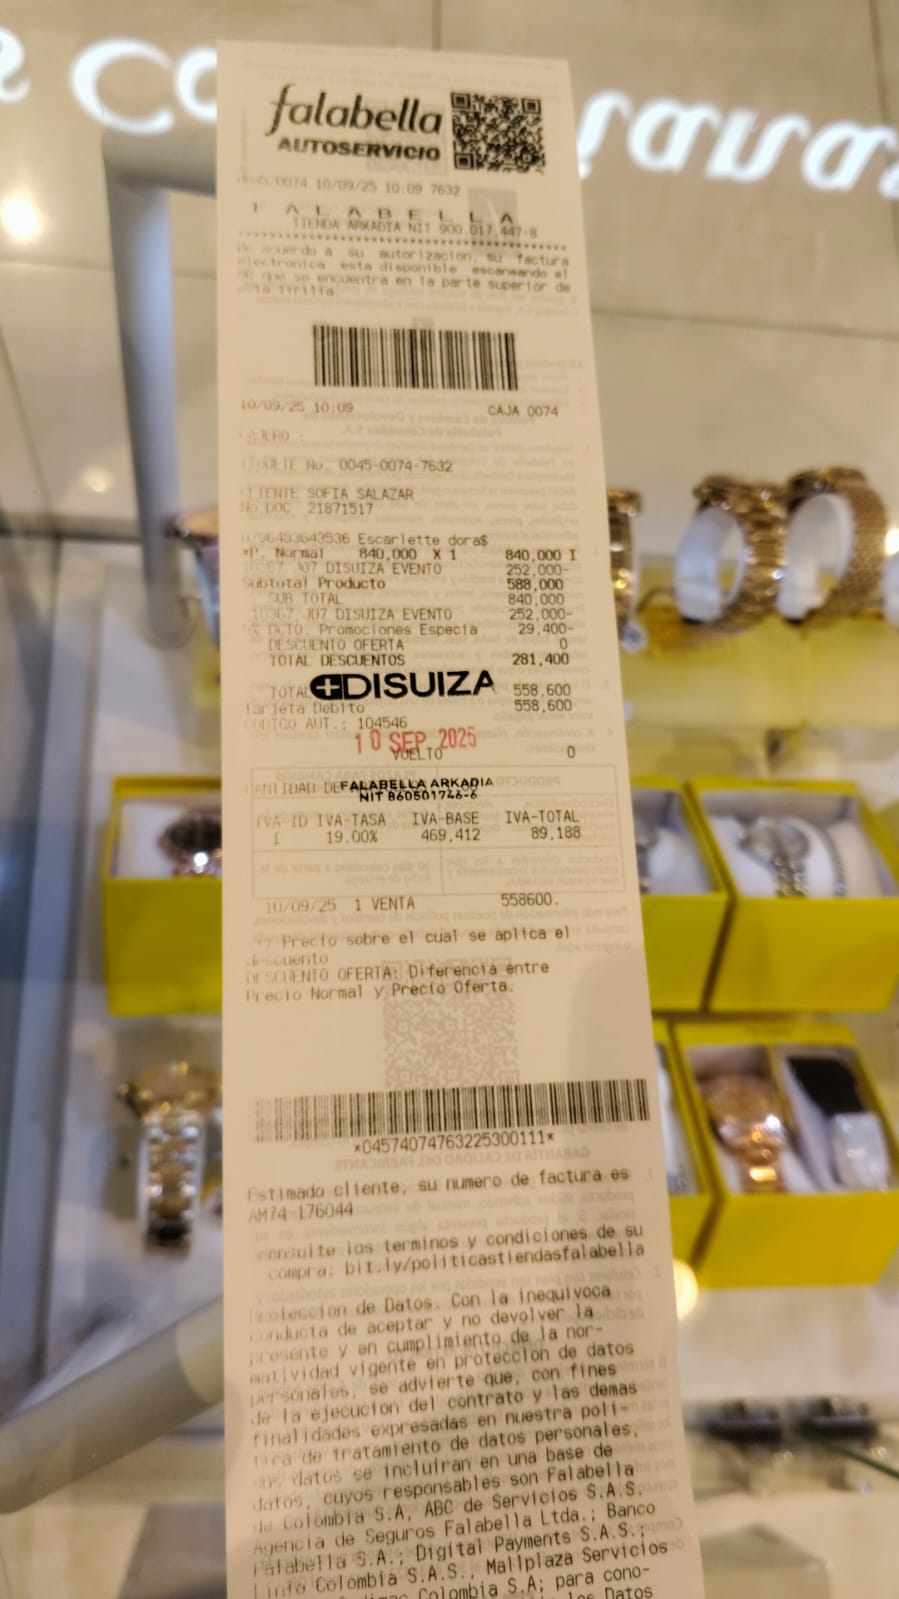 falabella
AUTOSERVICIO
10/09/25 10:09 7632
F A L A B E L L A
TIENDA ARKADIA NIT 900.017.447-8
De acuerdo a su autorizacion, su factura
electronica esta disponible escaneando el
QR que se encuentra en la parte superior de
la tirilla.
10/09/25 10:09 CAJA 0074
CAJERO :
No. 0045-0074-7632
CLIENTE SOFIA SALAZAR
No DOC 21871517
Escarlette dora$
*P. Normal 840,000 X 1 840,000 I
J07 DISUIZA EVENTO 252,000-
Subtotal Producto 588,000
SUB TOTAL 840,000
J07 DISUIZA EVENTO 252,000-
DCTO. Promociones Especia 29,400-
DESCUENTO OFERTA 0
TOTAL DESCUENTOS 281,400
TOTAL 558,600
DISUIZA
Tarjeta Debito 558,600
CODIGO AUT.: 104546
10 SEP 2025
VUELTO 0
CANTIDAD DE
FALABELLA ARKADIA
NIT 860501746-6
IVA ID IVA-TASA IVA-BASE IVA-TOTAL
1 19.00% 469,412 89,188
10/09/25 1 VENTA 558600.
(*) Precio sobre el cual se aplica el
descuento
DESCUENTO OFERTA: Diferencia entre
Precio Normal y Precio Oferta.
*04574074763225300111*
Estimado cliente, su numero de factura es
AM74 176044
consulte los terminos y condiciones de su
compra: bit.ly/politicastiendasfalabella
Proteccion de Datos. Con la inequivoca
conducta de aceptar y no devolver la
presente y en cumplimiento de la nor-
matividad vigente en proteccion de datos
personales, se advierte que, con fines
de la ejecucion del contrato y las demas
finalidades expresadas en nuestra poli-
tica de tratamiento de datos personales,
sus datos se incluiran en una base de
datos, cuyos responsables son Falabella
de Colombia S.A, ABC de Servicios S.A.S,
Agencia de Seguros Falabella Ltda.; Banco
Falabella S.A.; Digital Payments S.A.S.;
Linio Colombia S.A.S., Mallplaza Servicios
Colombia S.A; para cono-
los Datos